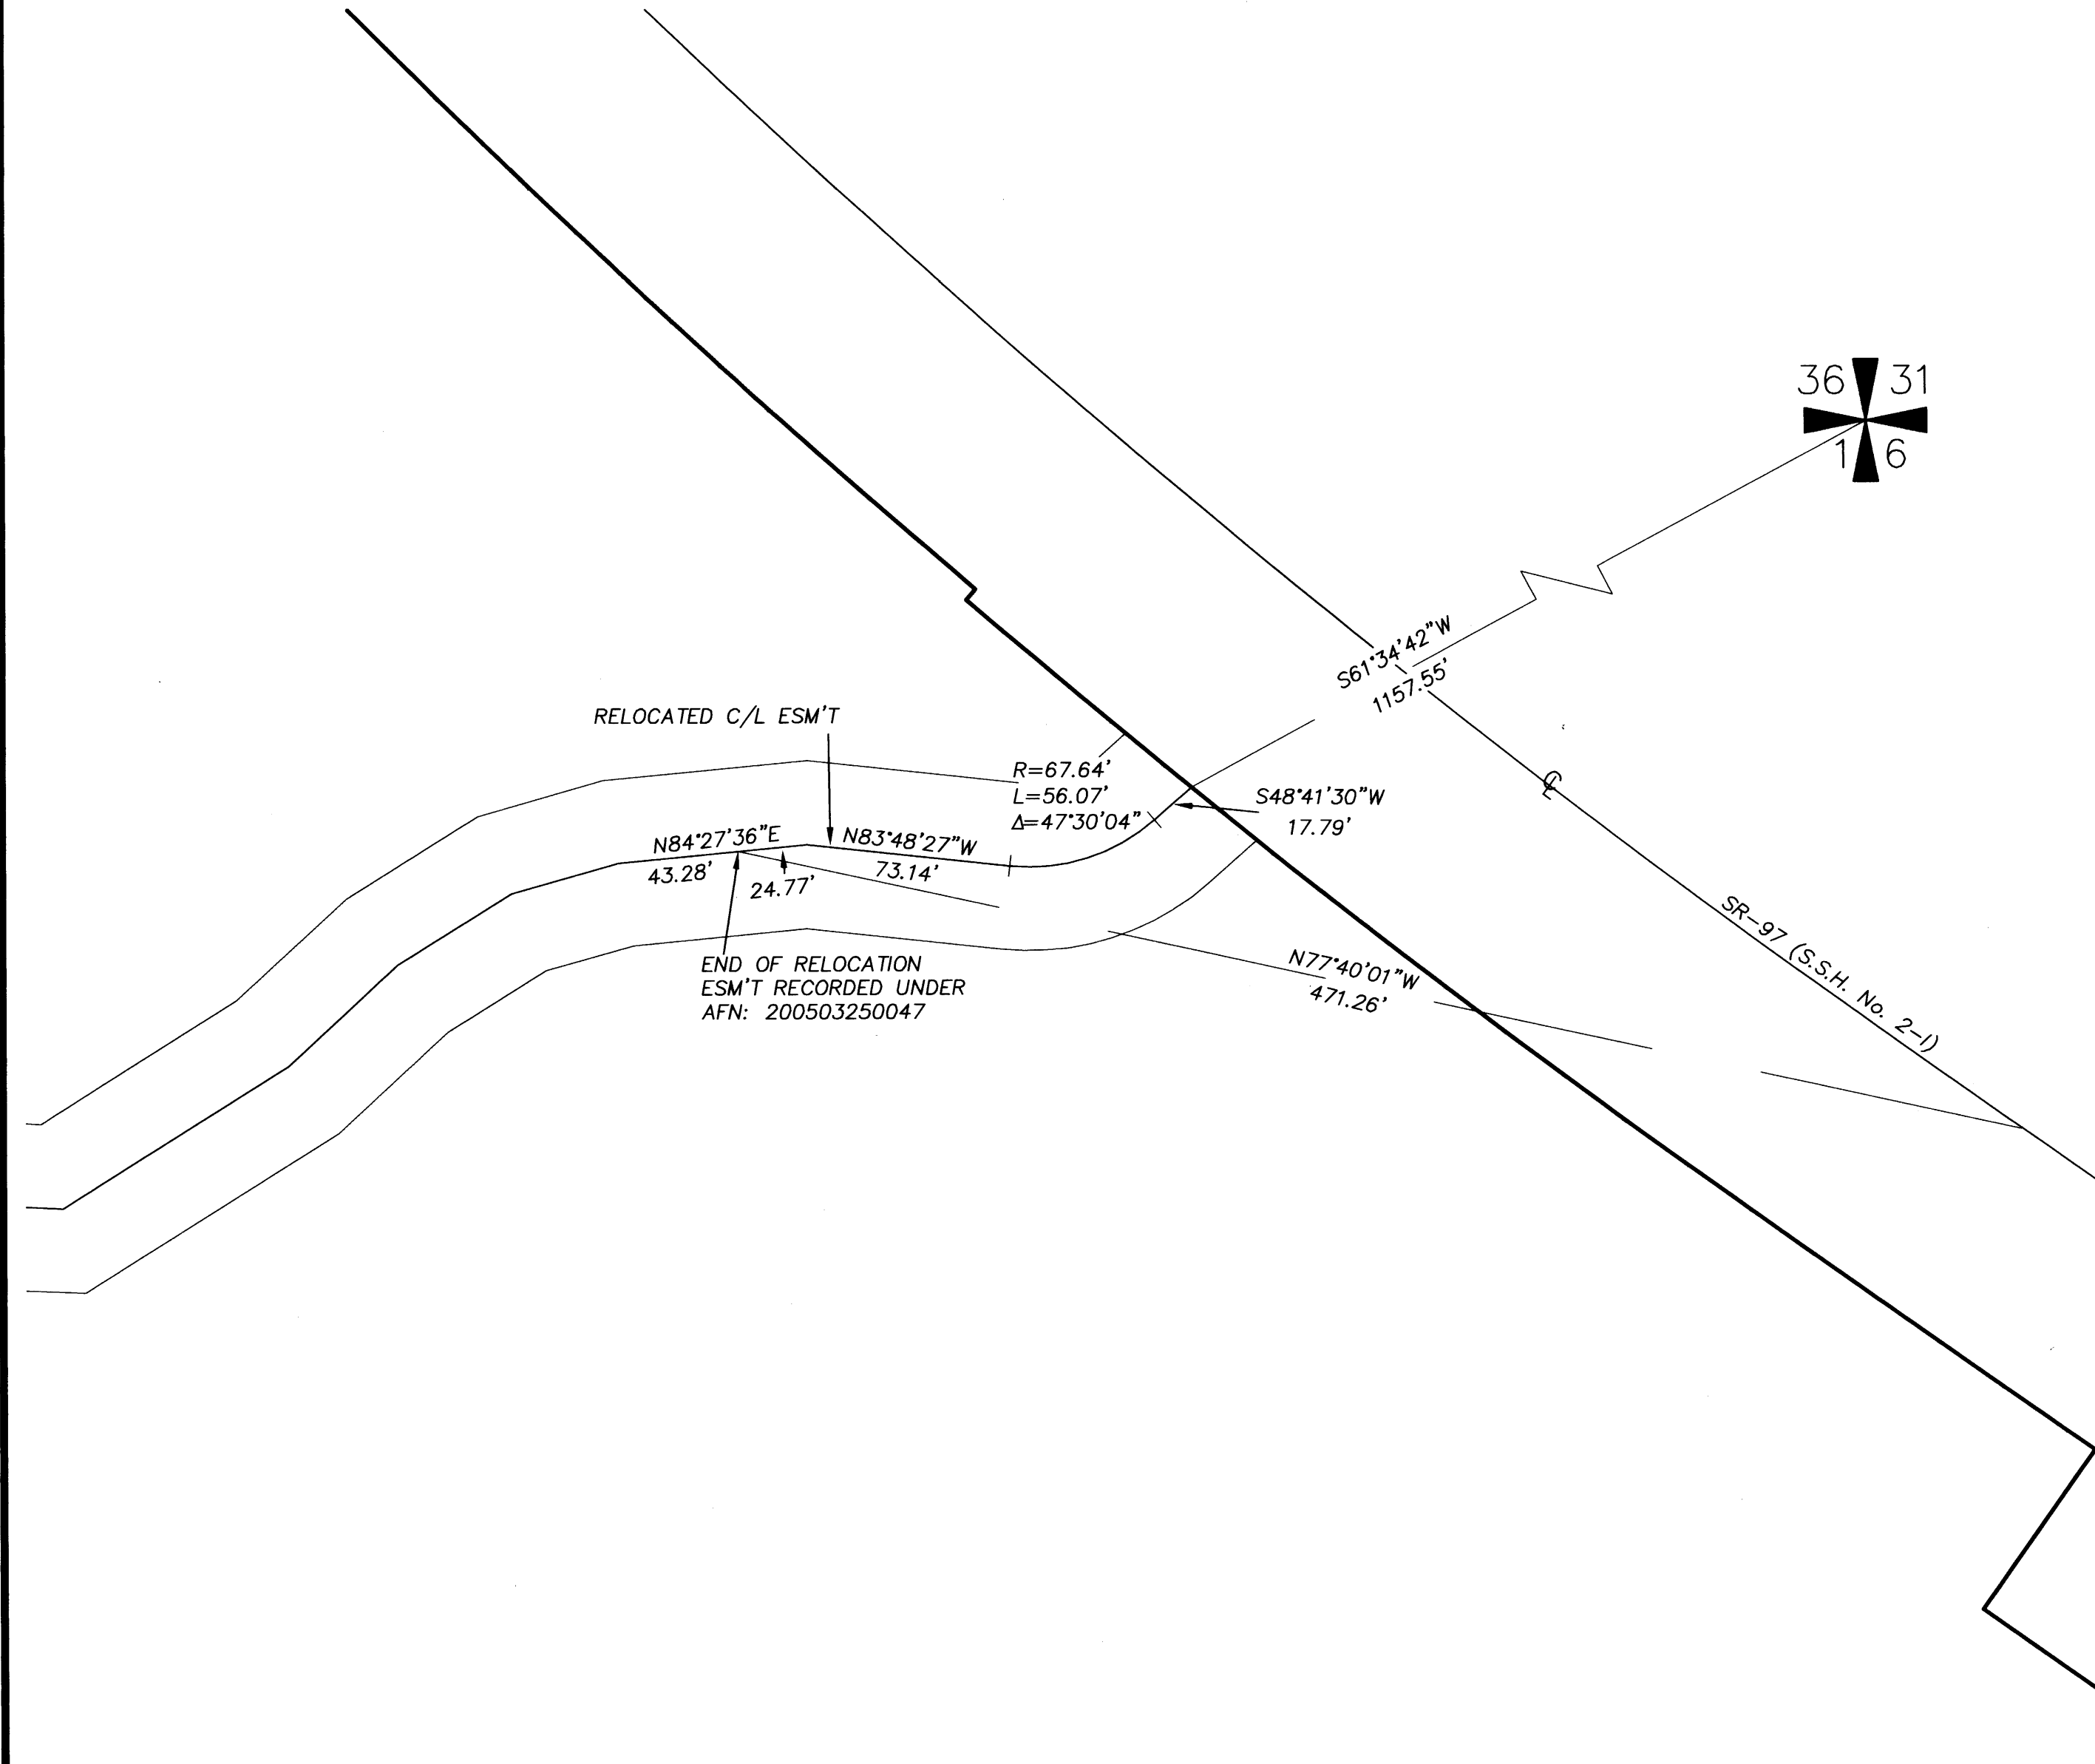 36 31
1 6
S61°34'42"W
1157.55'
RELOCATED C/L ESM'T
R=67.64'
L=56.07'
Δ=47°30'04"
S48°41'30"W
17.79'
N84°27'36"E
43.28'
24.77'
N83°48'27"W
73.14'
END OF RELOCATION
ESM'T RECORDED UNDER
AFN: 200503250047
N77°40'01"W
471.26'
℄
SR-97 (S.S.H. No. 2-I)